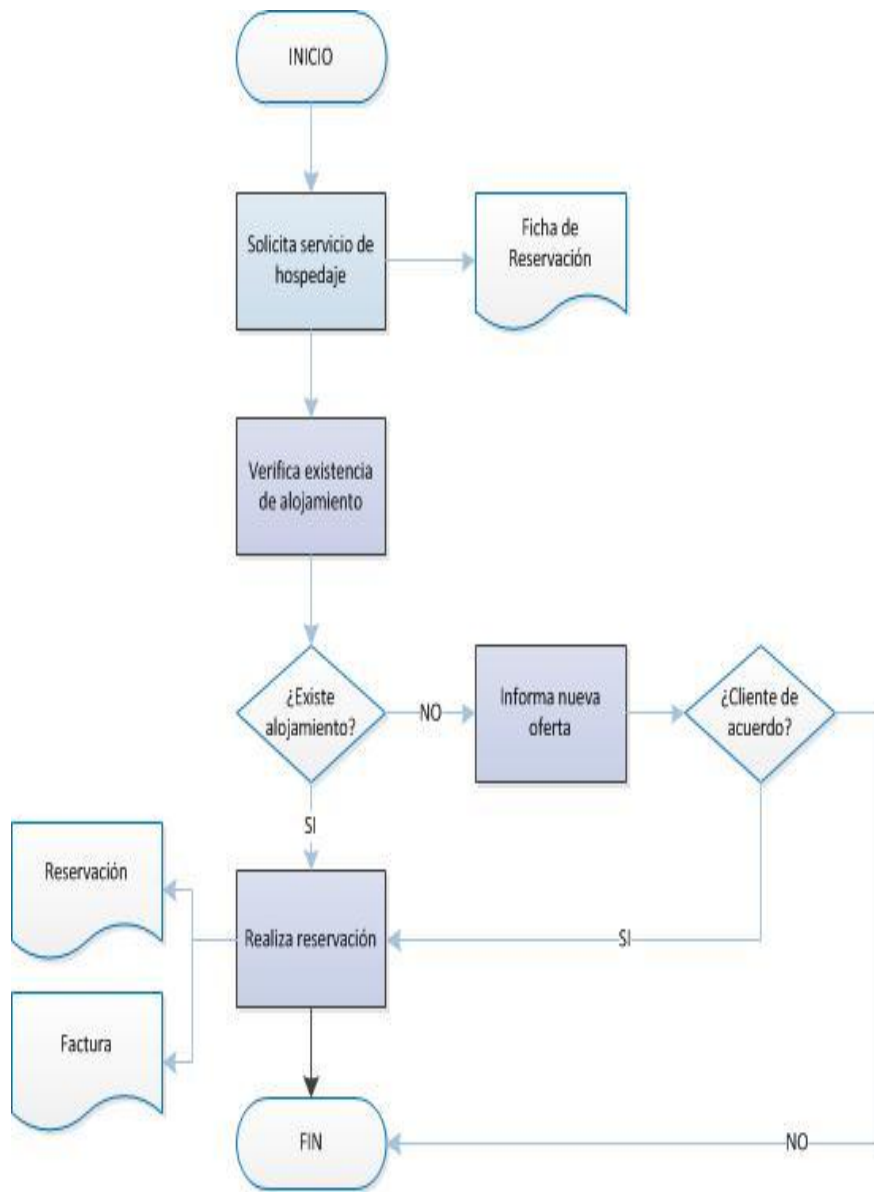 INICIO
Solicita servicio de
hospedaje
Ficha de
Reservación
Verifica existencia
de alojamiento
¿Existe
alojamiento?
NO
Informa nueva
oferta
¿Cliente de
acuerdo?
SI
Reservación
Realiza reservación
SI
Factura
FIN
NO